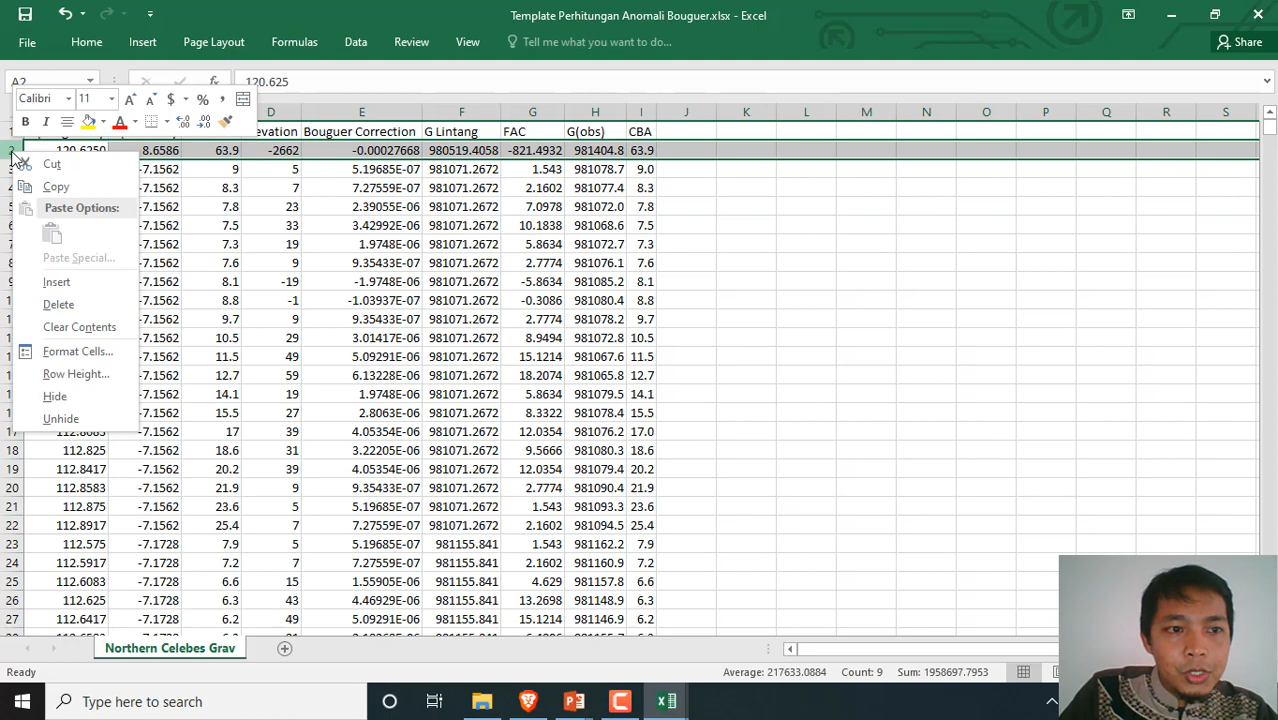 Template Perhitungan Anomali Bouguer.xlsx - Excel
File Home Insert Page Layout Formulas Data Review View Tell me what you want to do... Share
A2 120.625
Calibri 11
D E F G H I J K L M N O P Q R S
evation Bouguer Correction G Lintang FAC G(obs) CBA
2 120.6250 8.6586 63.9 -2662 -0.00027668 980519.4058 -821.4932 981404.8 63.9
-7.1562 9 5 5.19685E-07 981071.2672 1.543 981078.7 9.0
-7.1562 8.3 7 7.27559E-07 981071.2672 2.1602 981077.4 8.3
-7.1562 7.8 23 2.39055E-06 981071.2672 7.0978 981072.0 7.8
-7.1562 7.5 33 3.42992E-06 981071.2672 10.1838 981068.6 7.5
-7.1562 7.3 19 1.9748E-06 981071.2672 5.8634 981072.7 7.3
-7.1562 7.6 9 9.35433E-07 981071.2672 2.7774 981076.1 7.6
-7.1562 8.1 -19 -1.9748E-06 981071.2672 -5.8634 981085.2 8.1
-7.1562 8.8 -1 -1.03937E-07 981071.2672 -0.3086 981080.4 8.8
-7.1562 9.7 9 9.35433E-07 981071.2672 2.7774 981078.2 9.7
-7.1562 10.5 29 3.01417E-06 981071.2672 8.9494 981072.8 10.5
-7.1562 11.5 49 5.09291E-06 981071.2672 15.1214 981067.6 11.5
-7.1562 12.7 59 6.13228E-06 981071.2672 18.2074 981065.8 12.7
-7.1562 14.1 19 1.9748E-06 981071.2672 5.8634 981079.5 14.1
-7.1562 15.5 27 2.8063E-06 981071.2672 8.3322 981078.4 15.5
17 112.8083 -7.1562 17 39 4.05354E-06 981071.2672 12.0354 981076.2 17.0
18 112.825 -7.1562 18.6 31 3.22205E-06 981071.2672 9.5666 981080.3 18.6
19 112.8417 -7.1562 20.2 39 4.05354E-06 981071.2672 12.0354 981079.4 20.2
20 112.8583 -7.1562 21.9 9 9.35433E-07 981071.2672 2.7774 981090.4 21.9
21 112.875 -7.1562 23.6 5 5.19685E-07 981071.2672 1.543 981093.3 23.6
22 112.8917 -7.1562 25.4 7 7.27559E-07 981071.2672 2.1602 981094.5 25.4
23 112.575 -7.1728 7.9 5 5.19685E-07 981155.841 1.543 981162.2 7.9
24 112.5917 -7.1728 7.2 7 7.27559E-07 981155.841 2.1602 981160.9 7.2
25 112.6083 -7.1728 6.6 15 1.55905E-06 981155.841 4.629 981157.8 6.6
26 112.625 -7.1728 6.3 43 4.46929E-06 981155.841 13.2698 981148.9 6.3
27 112.6417 -7.1728 6.2 49 5.09291E-06 981155.841 15.1214 981146.9 6.2
Cut
Copy
Paste Options:
Paste Special...
Insert
Delete
Clear Contents
Format Cells...
Row Height...
Hide
Unhide
Northern Celebes Grav
Ready Average: 217633.0884 Count: 9 Sum: 1958697.7953
Type here to search